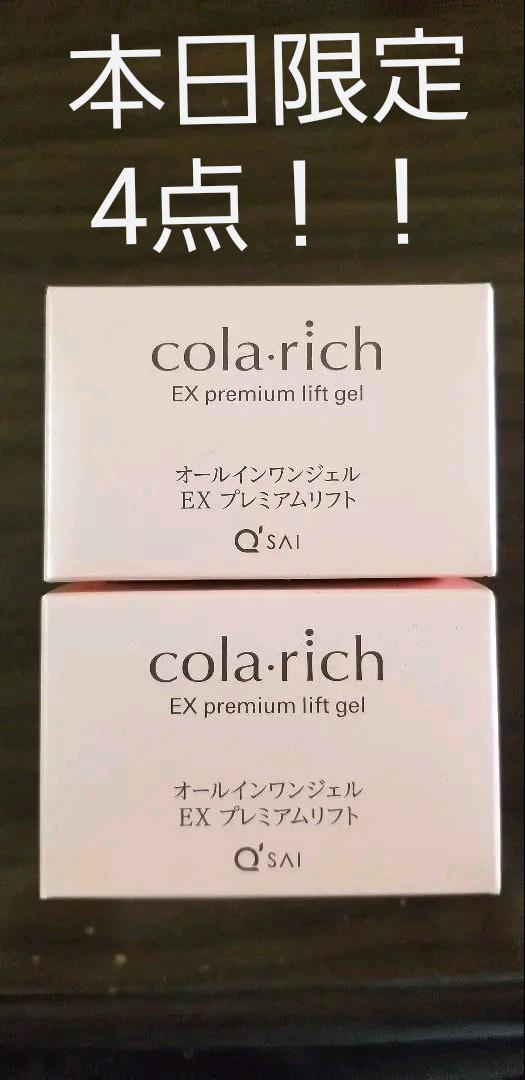 本日限定
4点！！
cola·rich
EX premium lift gel
オールインワンジェル
EX プレミアムリフト
Q'SAI
cola·rich
EX premium lift gel
オールインワンジェル
EX プレミアムリフト
Q'SAI